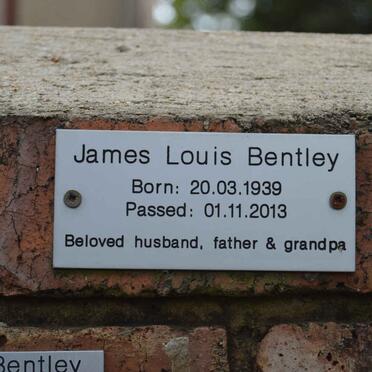 James Louis Bentley
Born: 20.03.1939
Passed: 01.11.2013
Beloved husband, father & grandpa
Bentley